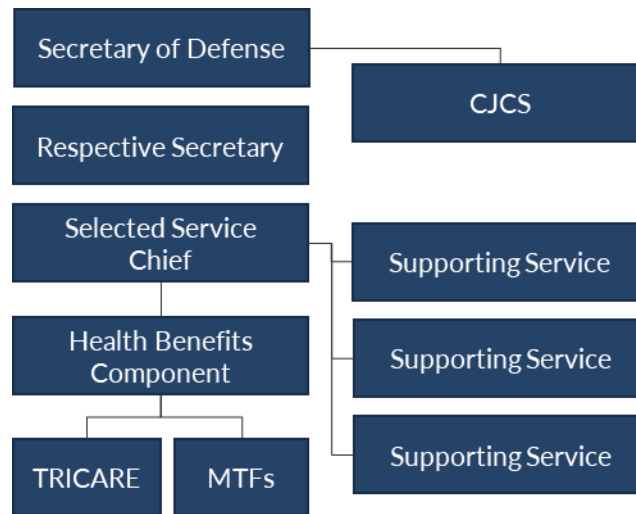 Secretary of Defense
CJCS
Respective Secretary
Selected Service
Chief
Supporting Service
Health Benefits
Component
Supporting Service
TRICARE
MTFs
Supporting Service